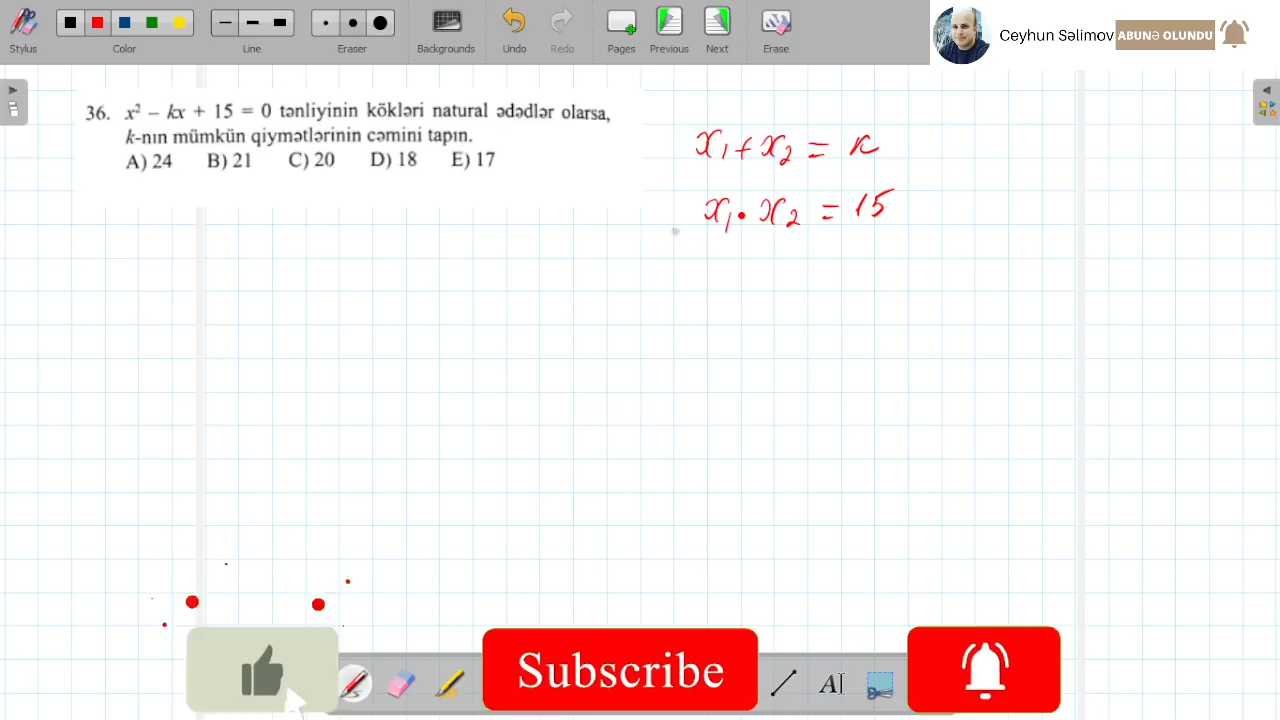 Stylus
Color
Line
Eraser
Backgrounds
Undo
Redo
Pages
Previous
Next
Erase
Ceyhun Səlimov
ABUNƏ OLUNDU
36. x² – kx + 15 = 0 tənliyinin kökləri natural ədədlər olarsa,
k-nın mümkün qiymətlərinin cəmini tapın.
A) 24 B) 21 C) 20 D) 18 E) 17
x₁ + x₂ = k
x₁ · x₂ = 15
Subscribe
A